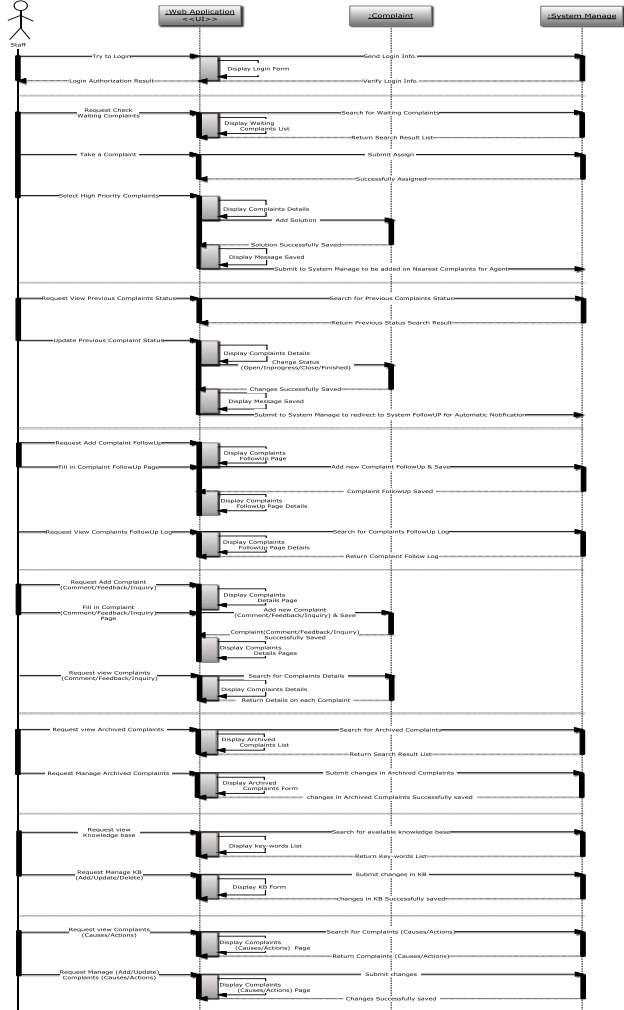 :Web Application
<<UI>>
:Complaint
:System Manage
Staff
Try to Login
Send Login Info.
Display Login Form
Login Authorization Result
Verify Login Info.
Request Check
Waiting Complaints
Search for Waiting Complaints
Display Waiting
Complaints List
Return Search Result List
Take a Complaint
Submit Assign
Successfully Assigned
Select High Priority Complaints
Display Complaints Details
Add Solution
Solution Successfully Saved
Display Message Saved
Submit to System Manage to be added on Nearest Complaints for Agent
Request View Previous Complaints Status
Search for Previous Complaints Status
Return Previous Status Search Result
Update Previous Complaint Status
Display Complaints Details
Change Status
(Open/Inprogress/Close/Finished)
Changes Successfully Saved
Display Message Saved
Submit to System Manage to redirect to System FollowUP for Automatic Notification
Request Add Complaint FollowUp
Display Complaints
FollowUp Page
Fill in Complaint FollowUp Page
Add new Complaint FollowUp & Save
Complaint FollowUp Saved
Display Complaints
FollowUp Page Details
Request View Complaints FollowUp Log
Search for Complaints FollowUp Log
Display Complaints
FollowUp Page Details
Return Complaint Follow Log
Request Add Complaint
(Comment/Feedback/Inquiry)
Display Complaints
Details Page
Fill in Complaint
(Comment/Feedback/Inquiry)
Page
Add new Complaint
(Comment/Feedback/Inquiry) & Save
Complaint(Comment/Feedback/Inquiry)
Successfully Saved
Display Complaints
Details Pages
Request view Complaints
(Comment/Feedback/Inquiry)
Search for Complaints Details
Display Complaints Details
Return Details on each Complaint
Request view Archived Complaints
Search for Archived Complaints
Display Archived
Complaints List
Return Search Result List
Request Manage Archived Complaints
Submit changes in Archived Complaints
Display Archived
Complaints Form
changes in Archived Complaints Successfully saved
Request view
Knowledge base
Search for available knowledge base
Display key-words List
Return Key-words List
Request Manage KB
(Add/Update/Delete)
Submit changes in KB
Display KB Form
changes in KB Successfully saved
Request view Complaints
(Causes/Actions)
Search for Complaints (Causes/Actions)
Display Complaints
(Causes/Actions) Page
Return Complaints (Causes/Actions)
Request Manage (Add/Update)
Complaints (Causes/Actions)
Submit changes
Display Complaints
(Causes/Actions) Page
Changes Successfully saved